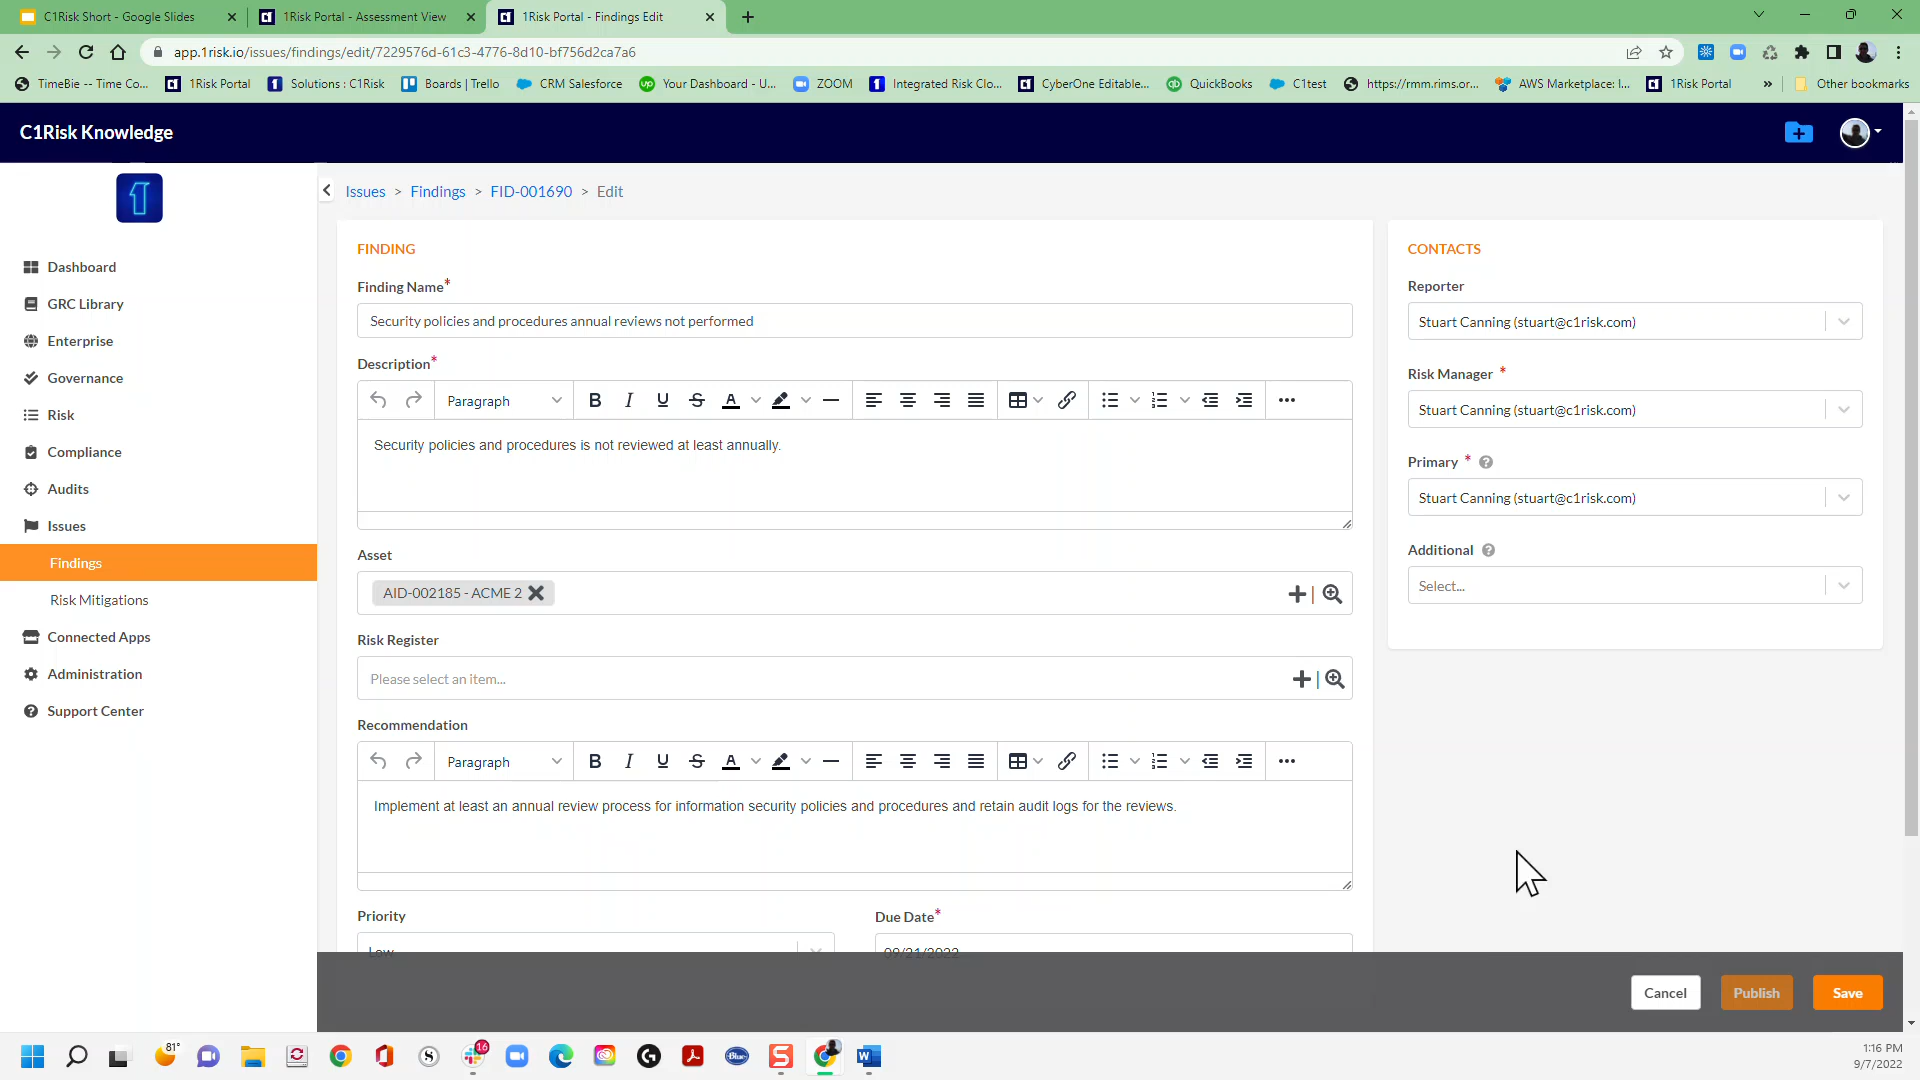 C1Risk Short - Google Slides
1Risk Portal - Assessment View
1Risk Portal - Findings Edit
app.1risk.io/issues/findings/edit/7229576d-61c3-4776-8d10-bf756d2ca7a6
TimeBie -- Time Co...
1Risk Portal
Solutions : C1Risk
Boards | Trello
CRM Salesforce
Your Dashboard - U...
ZOOM
Integrated Risk Clo...
CyberOne Editable...
QuickBooks
C1test
https://rmm.rims.or...
AWS Marketplace: I...
1Risk Portal
»
Other bookmarks
C1Risk Knowledge
Dashboard
GRC Library
Enterprise
Governance
Risk
Compliance
Audits
Issues
Findings
Risk Mitigations
Connected Apps
Administration
Support Center
Issues > Findings > FID-001690 > Edit
FINDING
Finding Name*
Security policies and procedures annual reviews not performed
Description*
Paragraph
Security policies and procedures is not reviewed at least annually.
Asset
AID-002185 - ACME 2
Risk Register
Please select an item...
Recommendation
Paragraph
Implement at least an annual review process for information security policies and procedures and retain audit logs for the reviews.
Priority
Low
Due Date*
09/21/2022
CONTACTS
Reporter
Stuart Canning (stuart@c1risk.com)
Risk Manager *
Stuart Canning (stuart@c1risk.com)
Primary *
Stuart Canning (stuart@c1risk.com)
Additional
Select...
Cancel
Publish
Save
81°
16
1:16 PM
9/7/2022